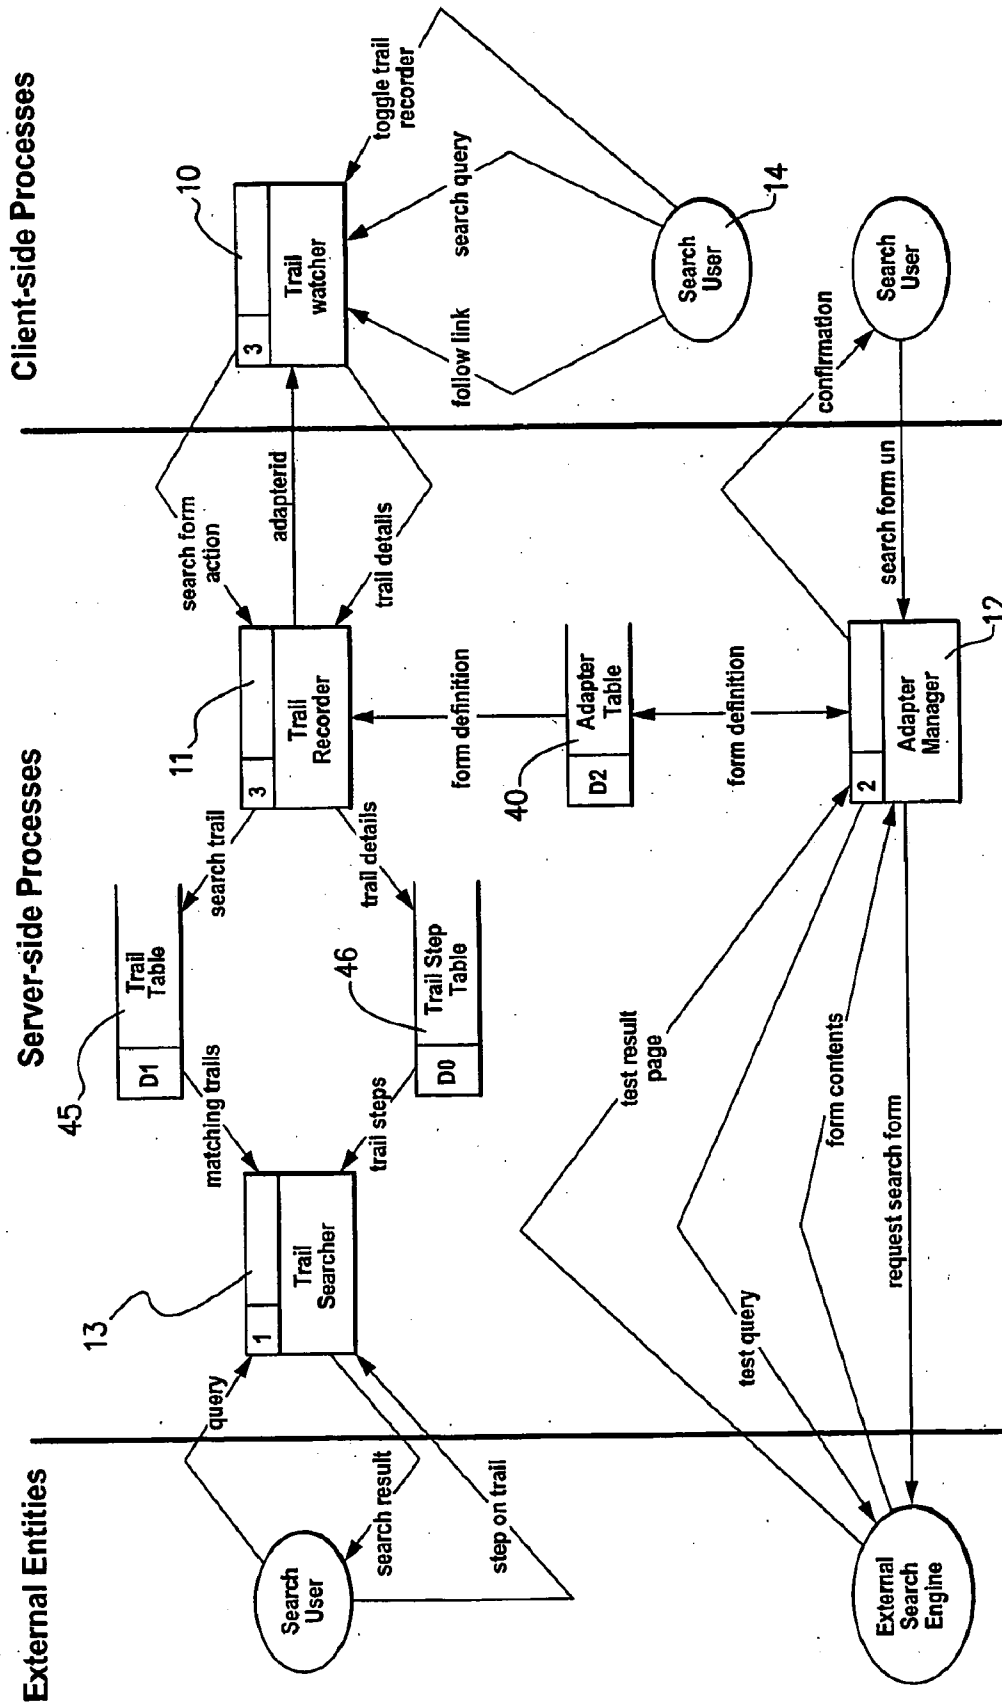 External Entities
Server-side Processes
Client-side Processes
Search
User
query
search result
step on trail
13
1
Trail
Searcher
matching trails
trail steps
45
D1
Trail
Table
46
D0
Trail Step
Table
search trail
trail details
11
3
Trail
Recorder
search form
action
adapterid
trail details
10
3
Trail
watcher
toggle trail
recorder
search query
follow link
Search
User
14
form definition
40
D2
Adapter
Table
form definition
External
Search
Engine
test result
page
test query
form contents
request search form
2
Adapter
Manager
12
confirmation
search form un
Search
User